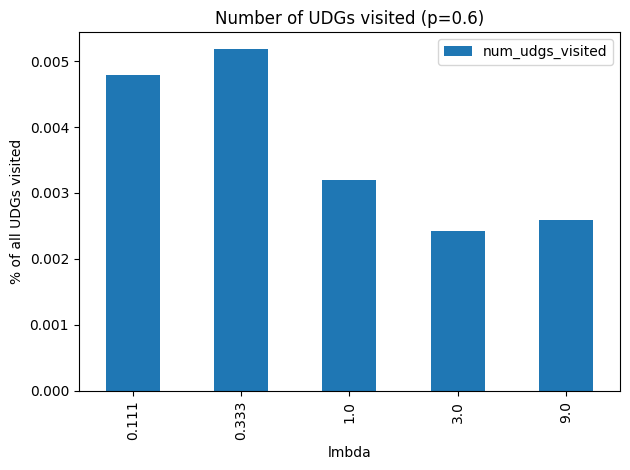 Number of UDGs visited (p=0.6)
num_udgs_visited
% of all UDGs visited
0.005
0.004
0.003
0.002
0.001
0.000
0.111
0.333
1.0
3.0
9.0
lmbda